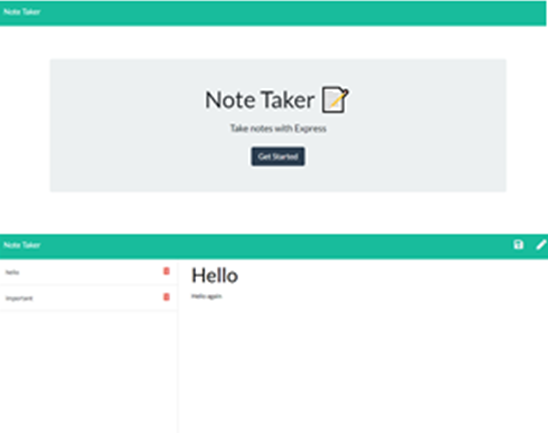 Note Taker
Note Taker
Take notes with Express
Get Started
Note Taker
hello
Hello
Hello again
important